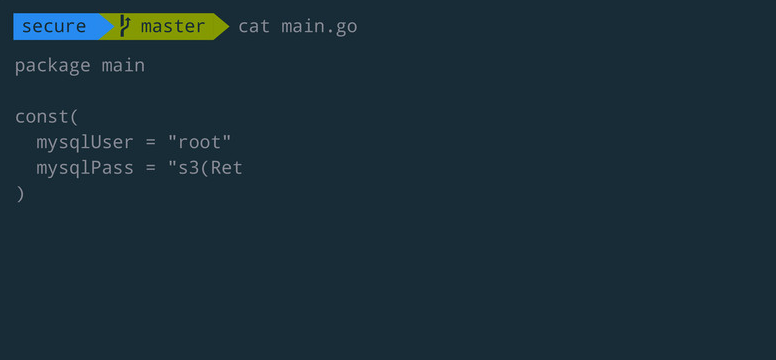 secure master cat main.go
package main
const(
mysqlUser = "root"
mysqlPass = "s3(Ret
)